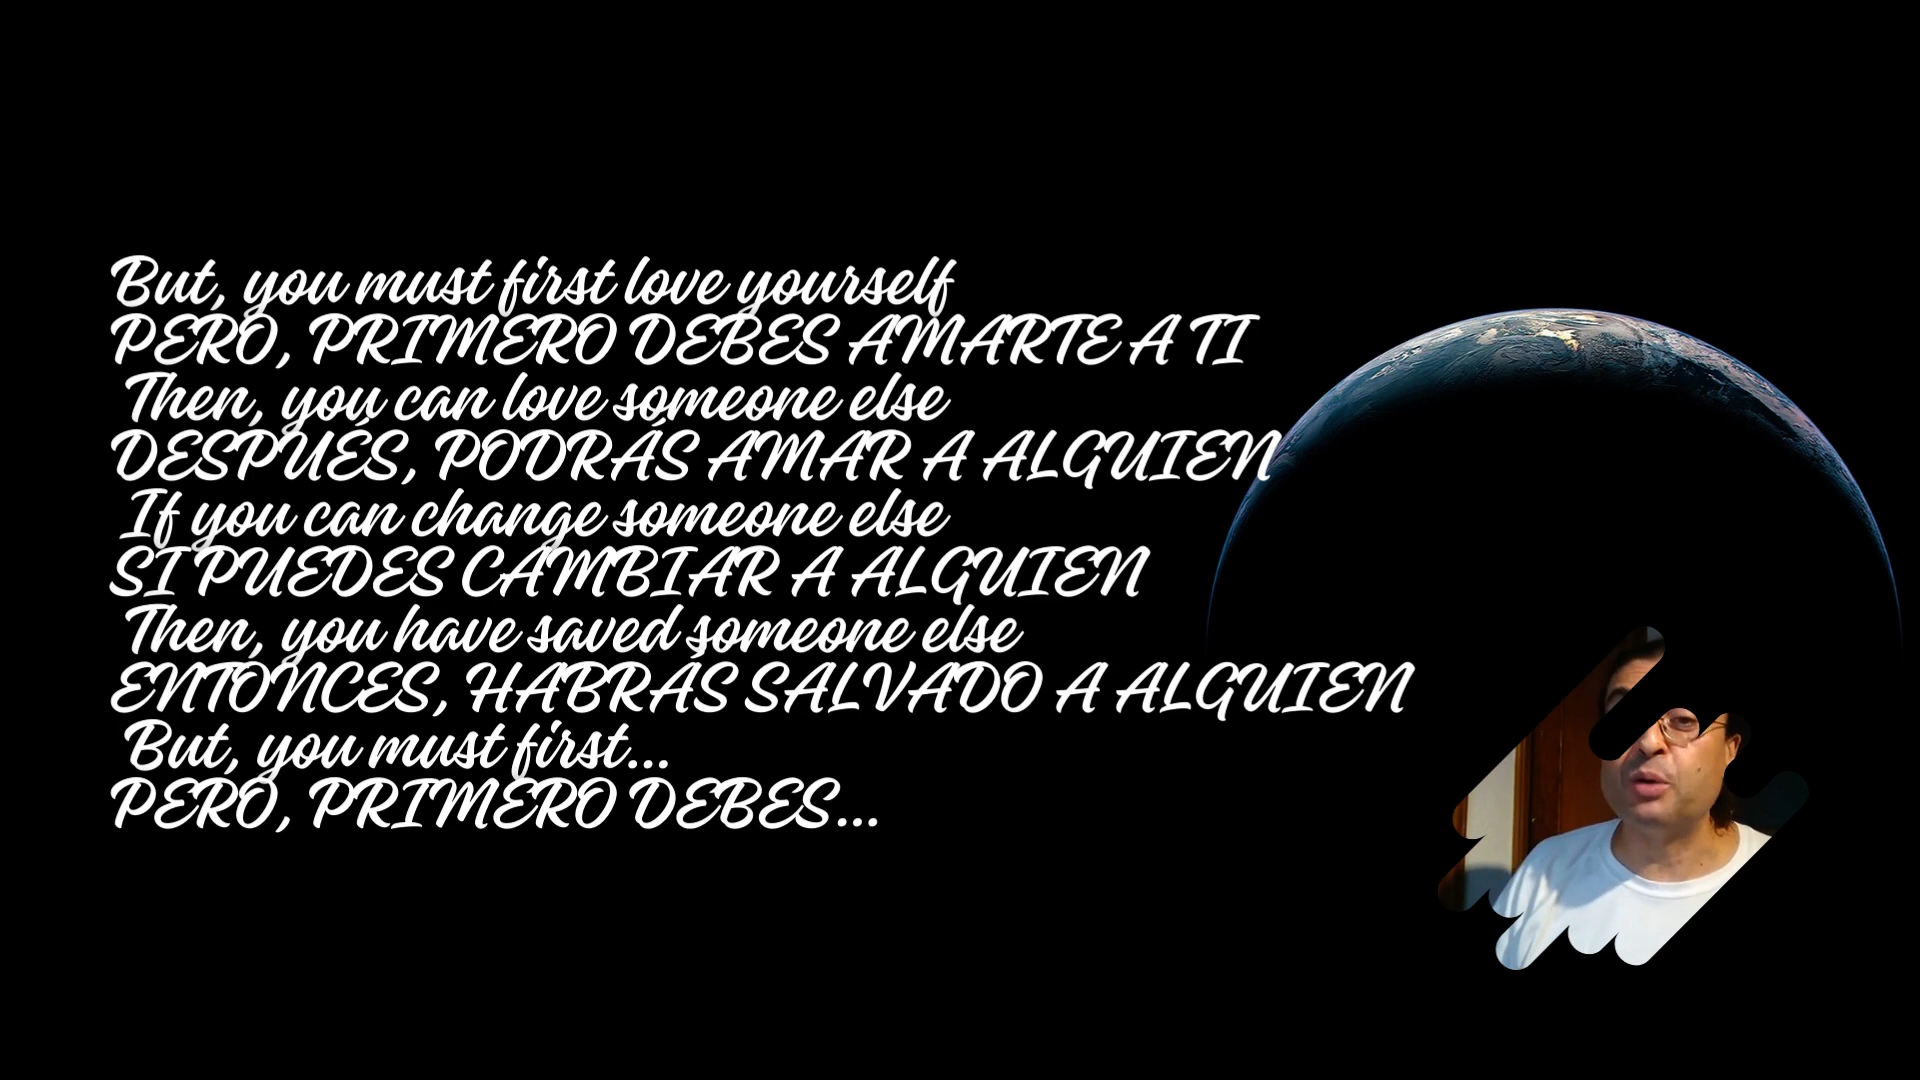 But, you must first love yourself
PERO, PRIMERO DEBES AMARTE A TI
Then, you can love someone else
DESPUÉS, PODRÁS AMAR A ALGUIEN
If you can change someone else
SI PUEDES CAMBIAR A ALGUIEN
Then, you have saved someone else
ENTONCES, HABRÁS SALVADO A ALGUIEN
But, you must first...
PERO, PRIMERO DEBES...